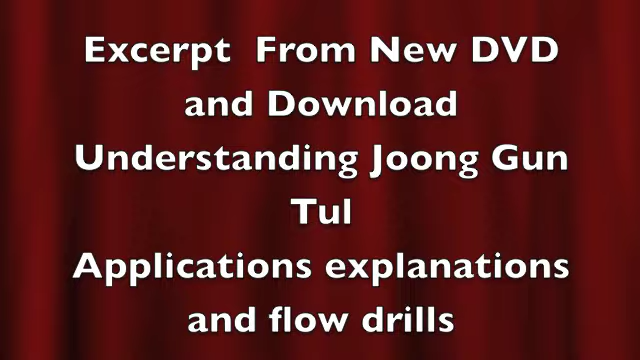 Excerpt  From New DVD
and Download
Understanding Joong Gun
Tul
Applications explanations
and flow drills